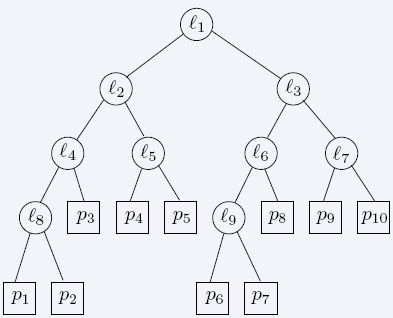 ℓ₁
ℓ₂ ℓ₃
ℓ₄ ℓ₅ ℓ₆ ℓ₇
ℓ₈ p₃ p₄ p₅ ℓ₉ p₈ p₉ p₁₀
p₁ p₂ p₆ p₇